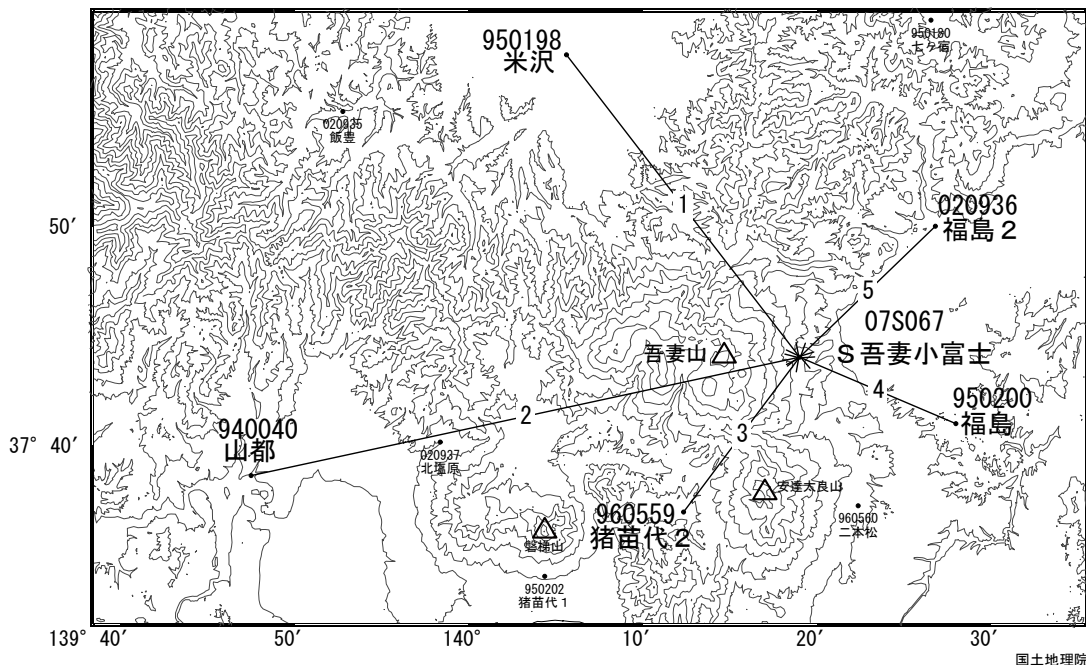 950180
七ヶ宿
950198
米沢
020935
飯豊
1
50′
020936
福島２
5
07S067
Ｓ吾妻小富士
吾妻山
4
950200
福島
2
940040
山都
3
37° 40′
020937
北塩原
安達太良山
960559
猪苗代２
960560
二本松
磐梯山
950202
猪苗代１
139° 40′
50′
140°
10′
20′
30′
国土地理院